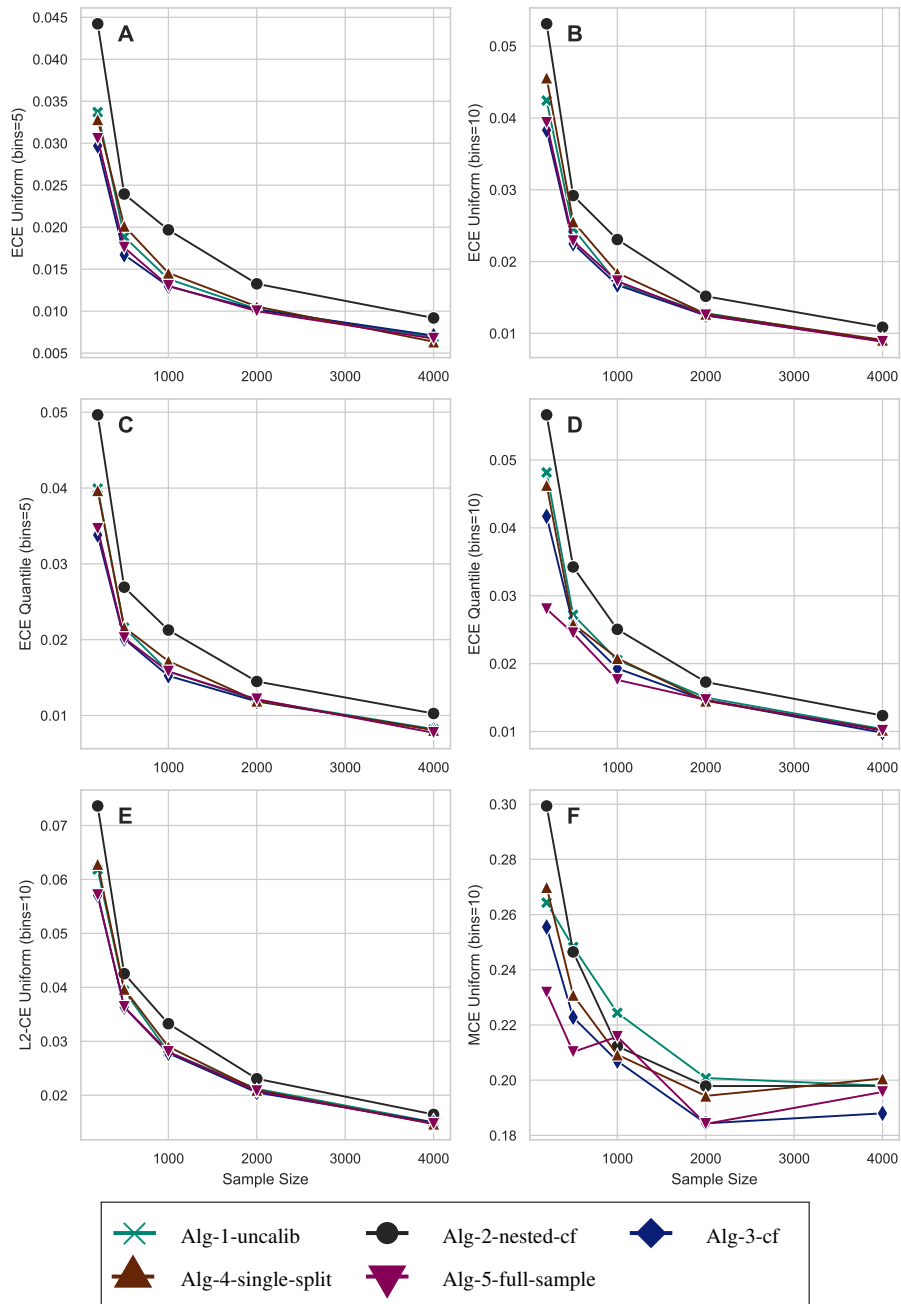 A
0.045
0.040
0.035
0.030
0.025
0.020
0.015
0.010
0.005
ECE Uniform (bins=5)
1000 2000 3000 4000
B
0.05
0.04
0.03
0.02
0.01
ECE Uniform (bins=10)
1000 2000 3000 4000
C
0.05
0.04
0.03
0.02
0.01
ECE Quantile (bins=5)
1000 2000 3000 4000
D
0.05
0.04
0.03
0.02
0.01
ECE Quantile (bins=10)
1000 2000 3000 4000
E
0.07
0.06
0.05
0.04
0.03
0.02
L2-CE Uniform (bins=10)
1000 2000 3000 4000
Sample Size
F
0.30
0.28
0.26
0.24
0.22
0.20
0.18
MCE Uniform (bins=10)
1000 2000 3000 4000
Sample Size
Alg-1-uncalib Alg-2-nested-cf Alg-3-cf
Alg-4-single-split Alg-5-full-sample